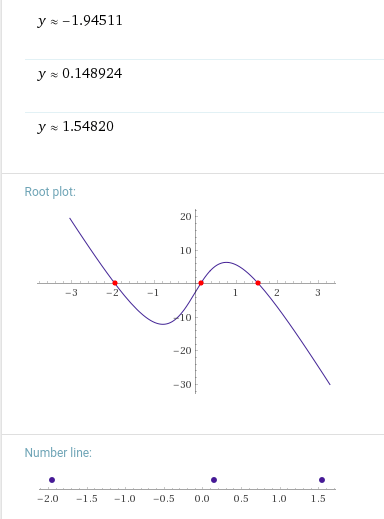 y ≈ −1.94511
y ≈ 0.148924
y ≈ 1.54820
Root plot:
20
10
−3 −2 −1 1 2 3
−10
−20
−30
Number line:
−2.0 −1.5 −1.0 −0.5 0.0 0.5 1.0 1.5